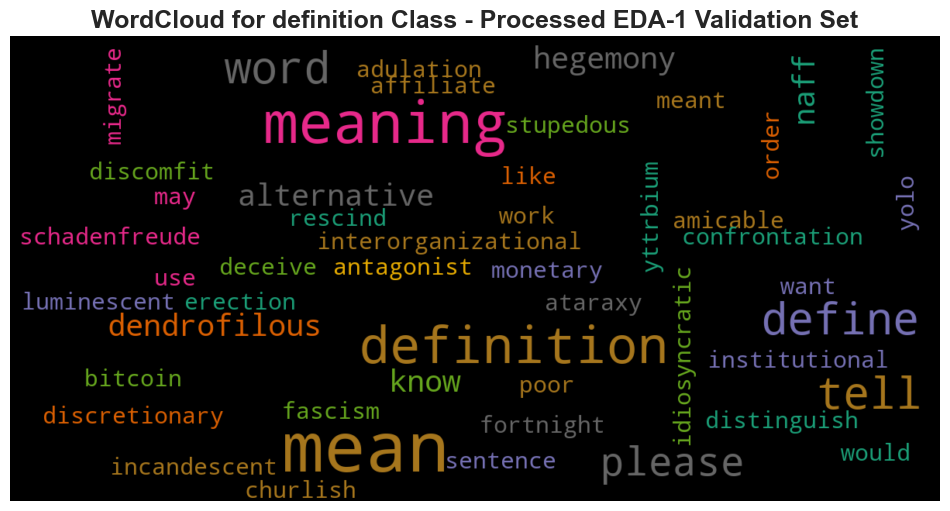 WordCloud for definition Class - Processed EDA-1 Validation Set
migrate
word
adulation
affiliate
hegemony
meant
naff
showdown
meaning
stupedous
order
discomfit
may
alternative
like
rescind
work
yttrbium
amicable
yolo
schadenfreude
interorganizational
confrontation
use
deceive
antagonist
monetary
luminescent
erection
ataraxy
want
dendrofilous
define
definition
idiosyncratic
institutional
bitcoin
know
poor
tell
discretionary
fascism
fortnight
distinguish
mean
incandescent
sentence
please
would
churlish